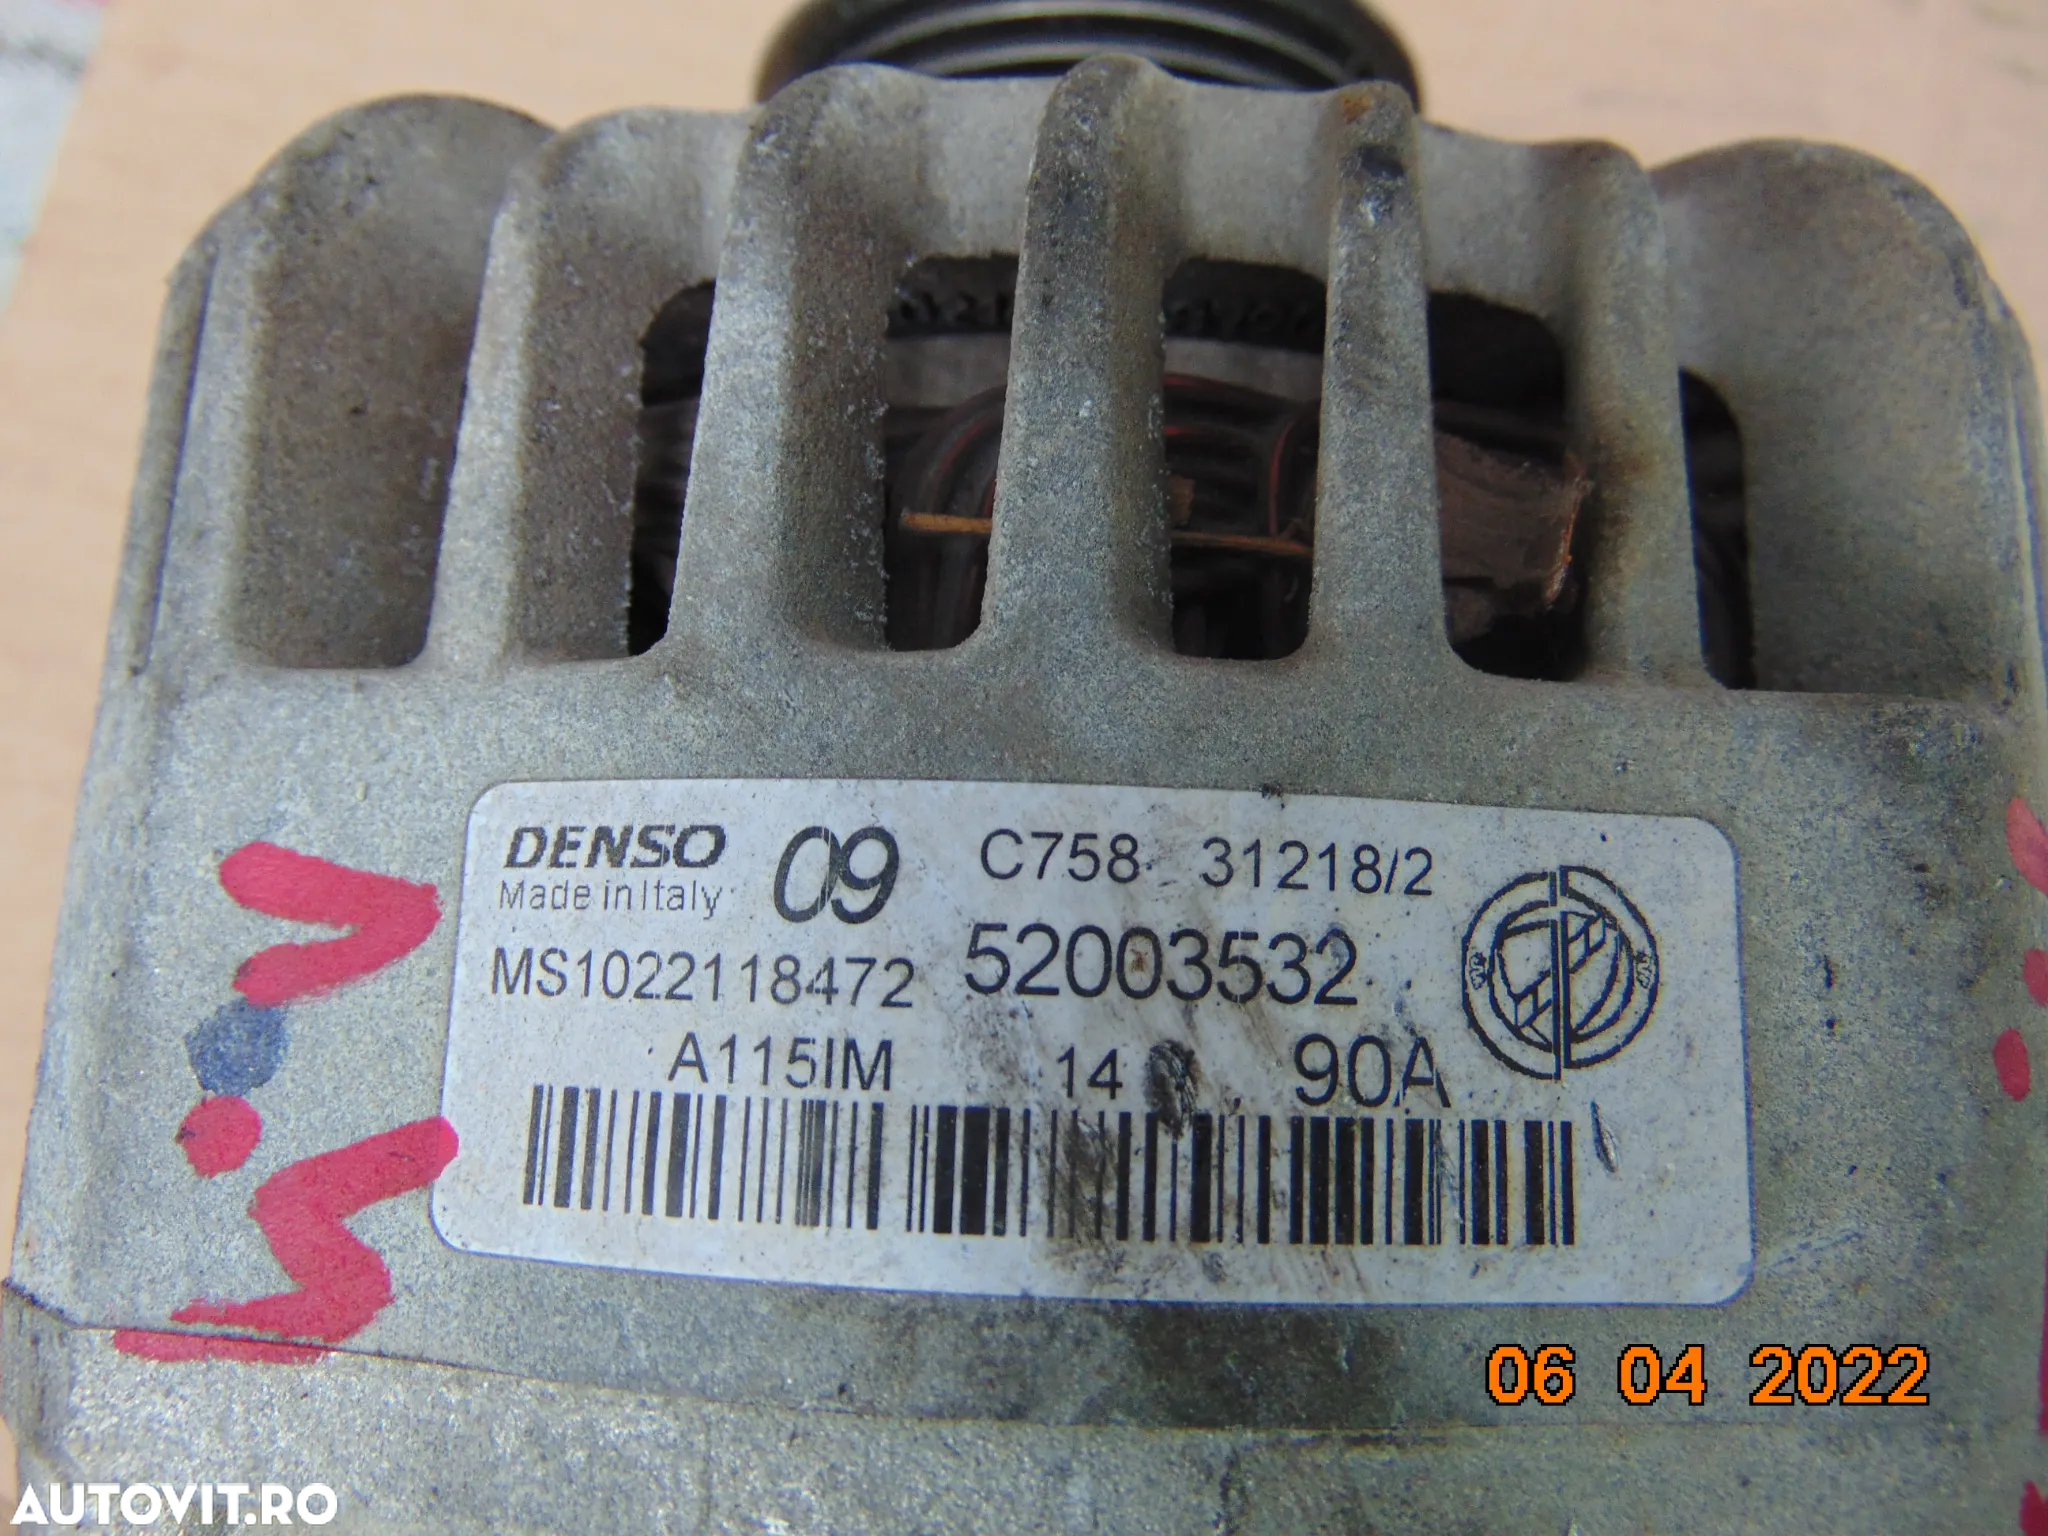 DENSO 09 C758 31218/2
Made in Italy
MS1022118472 52003532
A115IM 14 90A
06 04 2022
AUTOVIT.RO